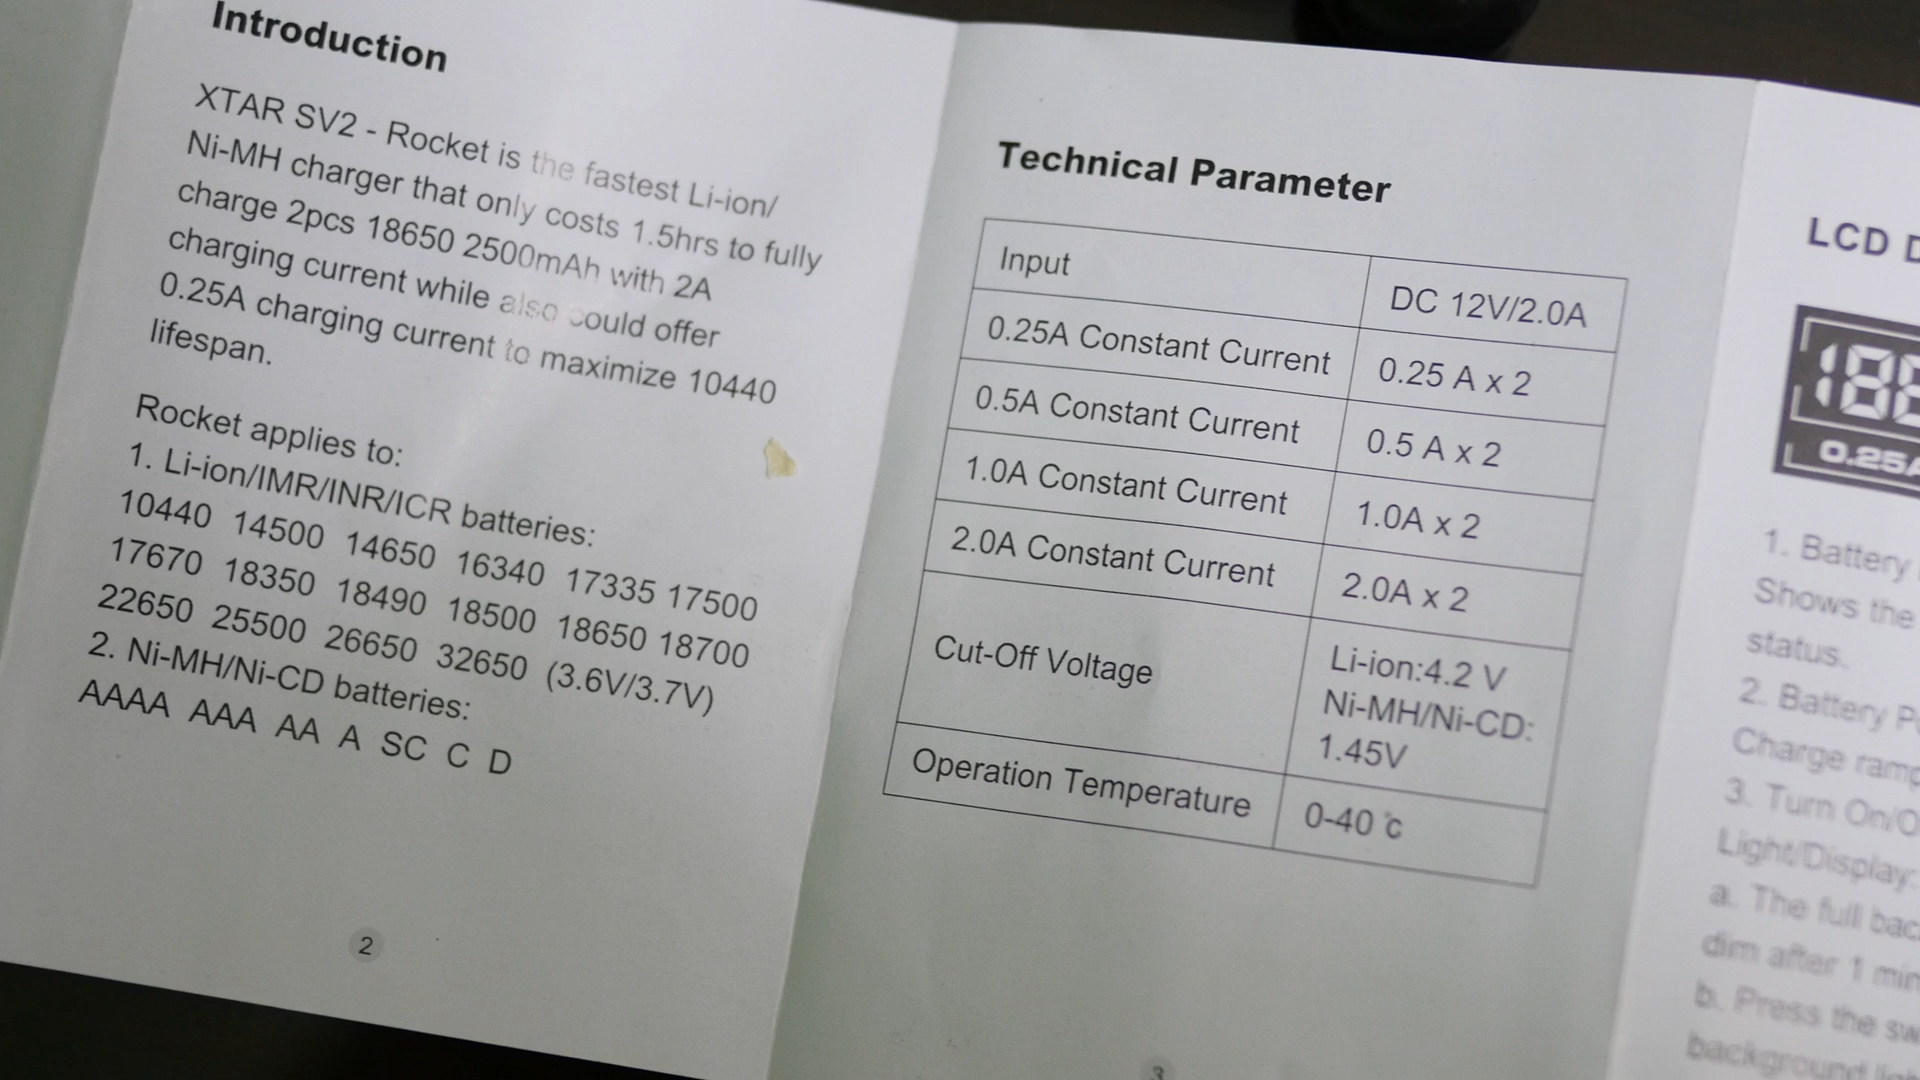 Introduction
XTAR SV2 - Rocket is the fastest Li-ion/
Ni-MH charger that only costs 1.5hrs to fully
charge 2pcs 18650 2500mAh with 2A
charging current while also could offer
0.25A charging current to maximize 10440
lifespan.
Rocket applies to:
1. Li-ion/IMR/INR/ICR batteries:
10440 14500 14650 16340 17335 17500
17670 18350 18490 18500 18650 18700
22650 25500 26650 32650 (3.6V/3.7V)
2. Ni-MH/Ni-CD batteries:
AAAA AAA AA A SC C D
2
Technical Parameter
Input
DC 12V/2.0A
0.25A Constant Current
0.25 A x 2
0.5A Constant Current
0.5 A x 2
1.0A Constant Current
1.0A x 2
2.0A Constant Current
2.0A x 2
Cut-Off Voltage
Li-ion:4.2 V
Ni-MH/Ni-CD:
1.45V
Operation Temperature
0-40 ℃
3
LCD
0.25A
1. Battery
Shows the
status.
2. Battery
Charge
3. Turn On/O
Light/Display:
a. The full
dim after 1
b. Press the